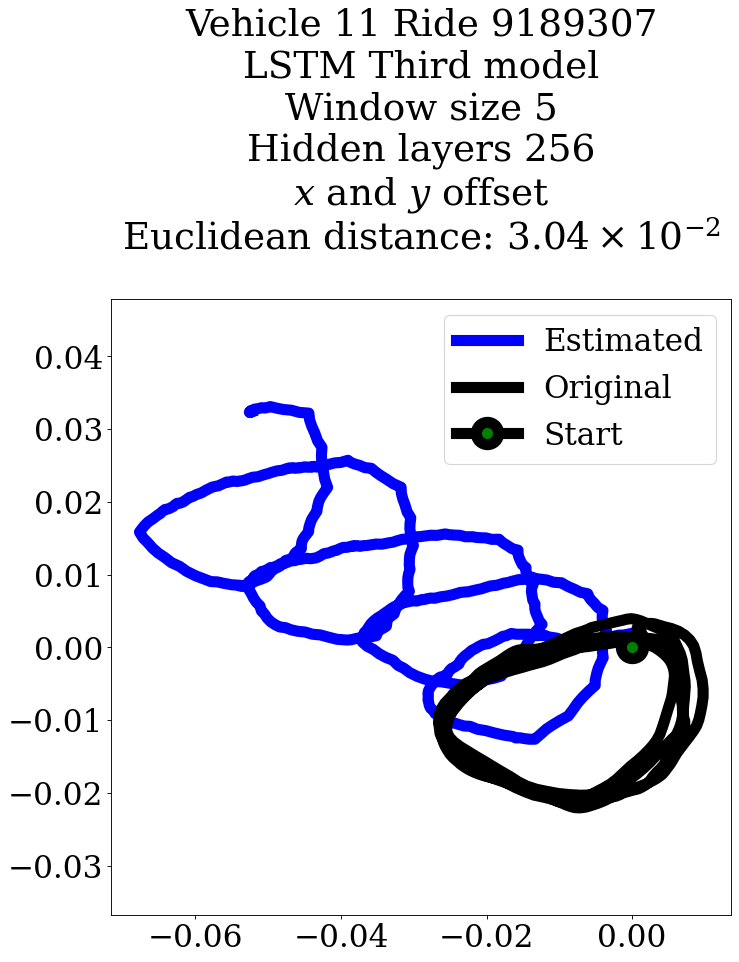 Vehicle 11 Ride 9189307
LSTM Third model
Window size 5
Hidden layers 256
x and y offset
Euclidean distance: 3.04 × 10⁻²
Estimated
Original
Start
0.04
0.03
0.02
0.01
0.00
−0.01
−0.02
−0.03
−0.06 −0.04 −0.02 0.00